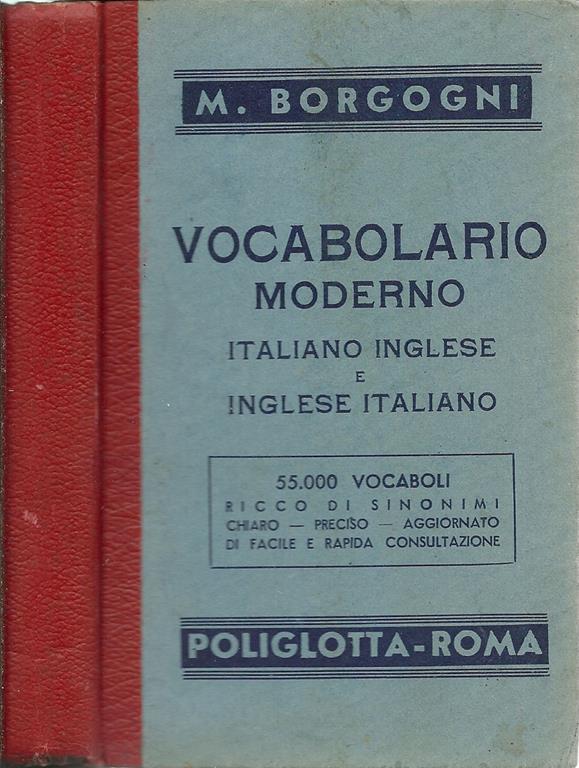 M. BORGOGNI
VOCABOLARIO
MODERNO
ITALIANO INGLESE
E
INGLESE ITALIANO
55.000 VOCABOLI
RICCO DI SINONIMI
CHIARO — PRECISO — AGGIORNATO
DI FACILE E RAPIDA CONSULTAZIONE
POLIGLOTTA-ROMA